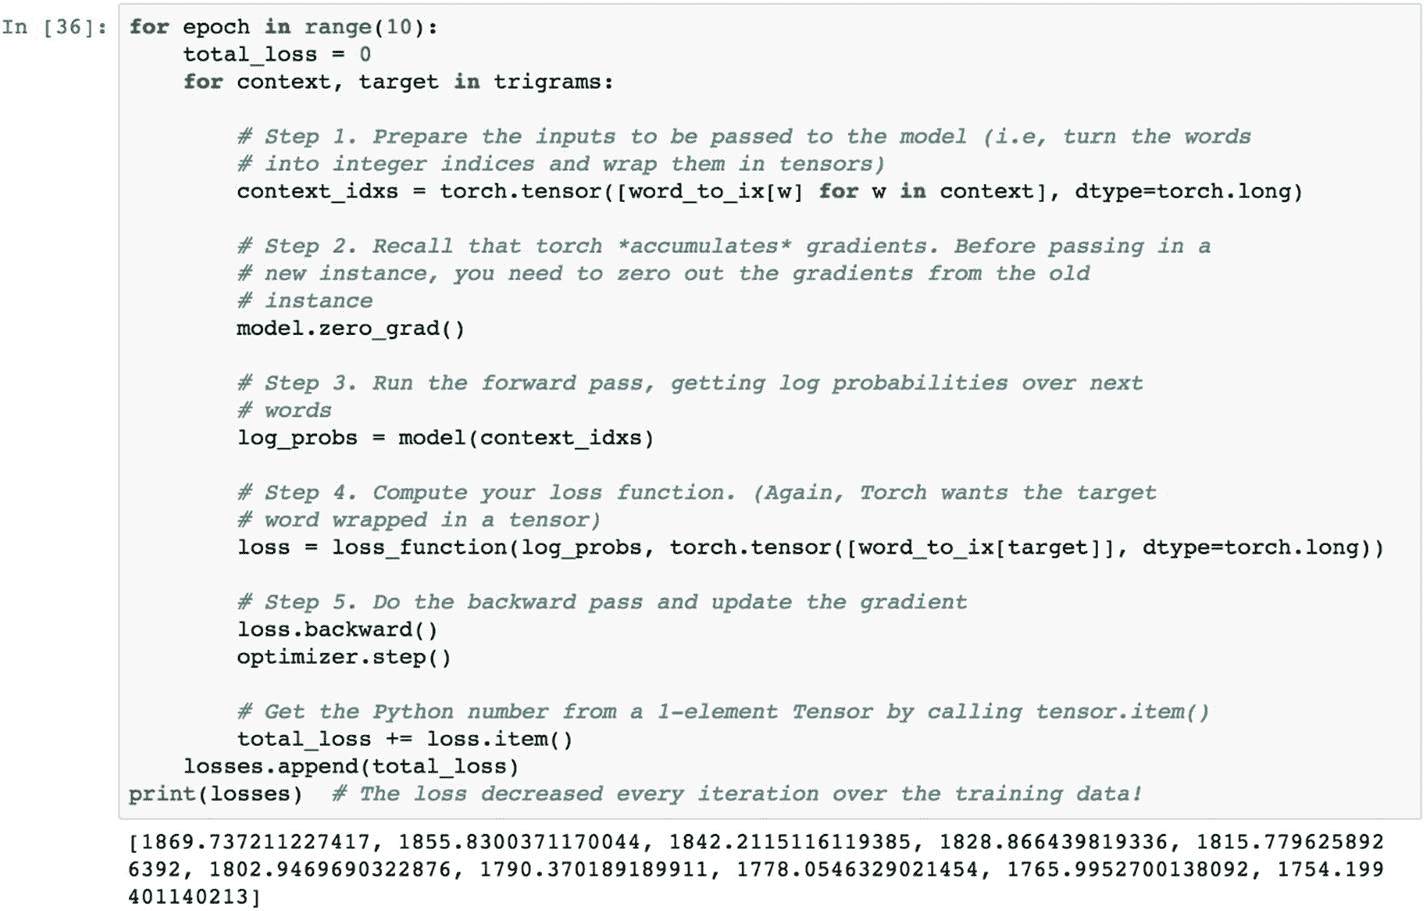 In [36]: for epoch in range(10):
total_loss = 0
for context, target in trigrams:
# Step 1. Prepare the inputs to be passed to the model (i.e, turn the words
# into integer indices and wrap them in tensors)
context_idxs = torch.tensor([word_to_ix[w] for w in context], dtype=torch.long)
# Step 2. Recall that torch *accumulates* gradients. Before passing in a
# new instance, you need to zero out the gradients from the old
# instance
model.zero_grad()
# Step 3. Run the forward pass, getting log probabilities over next
# words
log_probs = model(context_idxs)
# Step 4. Compute your loss function. (Again, Torch wants the target
# word wrapped in a tensor)
loss = loss_function(log_probs, torch.tensor([word_to_ix[target]], dtype=torch.long))
# Step 5. Do the backward pass and update the gradient
loss.backward()
optimizer.step()
# Get the Python number from a 1-element Tensor by calling tensor.item()
total_loss += loss.item()
losses.append(total_loss)
print(losses)  # The loss decreased every iteration over the training data!
[1869.737211227417, 1855.8300371170044, 1842.2115116119385, 1828.866439819336, 1815.779625892
6392, 1802.9469690322876, 1790.370189189911, 1778.0546329021454, 1765.9952700138092, 1754.199
401140213]